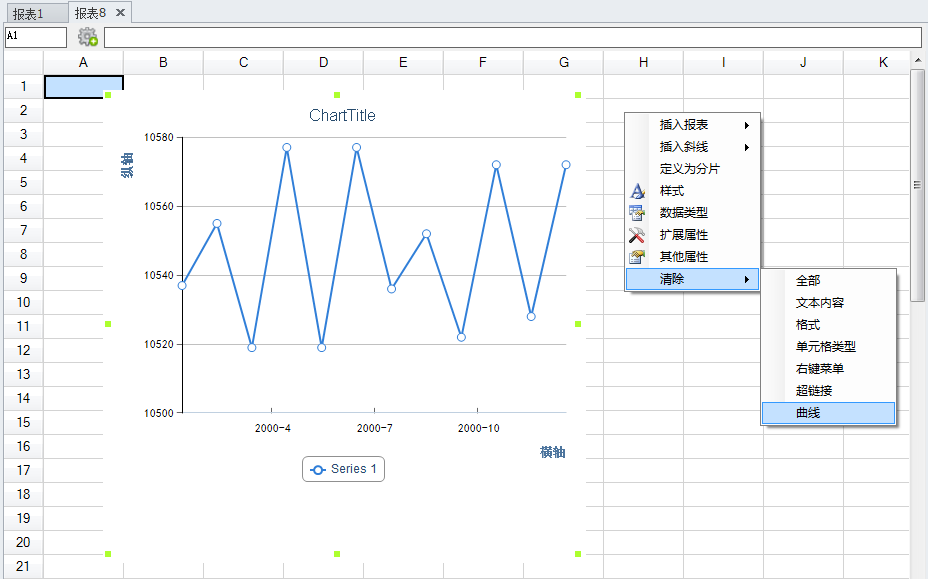 报表1
报表8
A1
A B C D E F G H I J K
1
2
3
4
5
6
7
8
9
10
11
12
13
14
15
16
17
18
19
20
21
ChartTitle
纵轴
10580
10560
10540
10520
10500
2000-4 2000-7 2000-10
横轴
Series 1
插入报表
插入斜线
定义为分片
样式
数据类型
扩展属性
其他属性
清除
全部
文本内容
格式
单元格类型
右键菜单
超链接
曲线